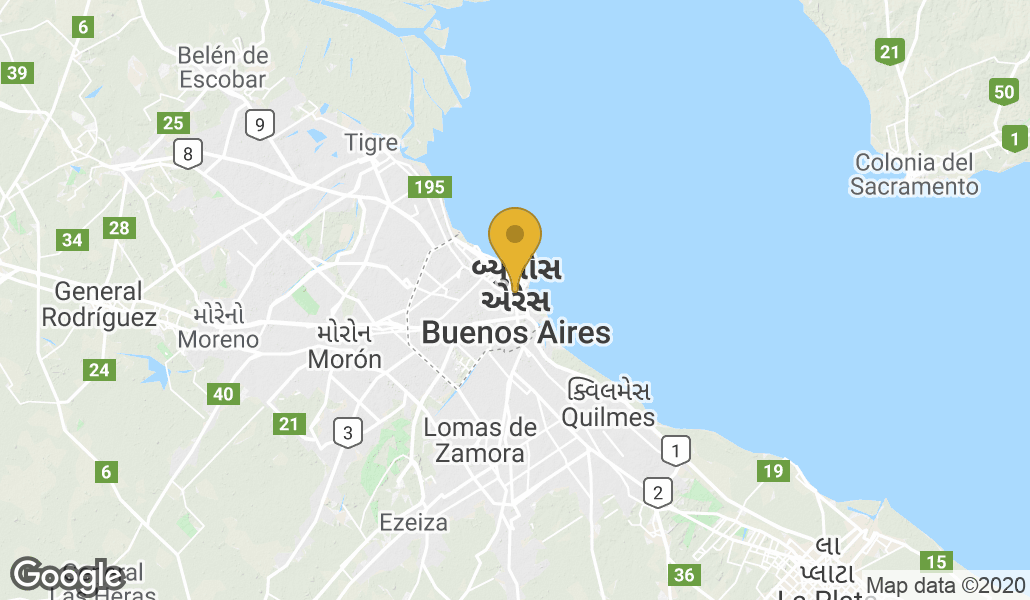 6
21
Belén de
Escobar
39
50
25
9
1
Tigre
8
Colonia del
Sacramento
195
28
34
એરેસ
Buenos Aires
General
Rodríguez
મોરેનો
Moreno
મોરોન
Morón
24
40
ક્વિલમેસ
Quilmes
21
3
Lomas de
Zamora
1
6
19
2
Ezeiza
લા
પ્લાટા
15
36
Google
Map data ©2020